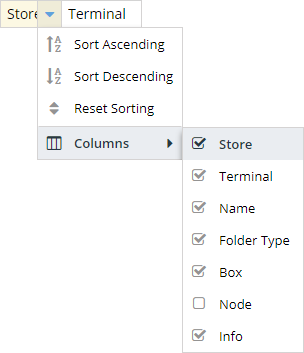 Store Terminal
Sort Ascending
Sort Descending
Reset Sorting
Columns
Store
Terminal
Name
Folder Type
Box
Node
Info